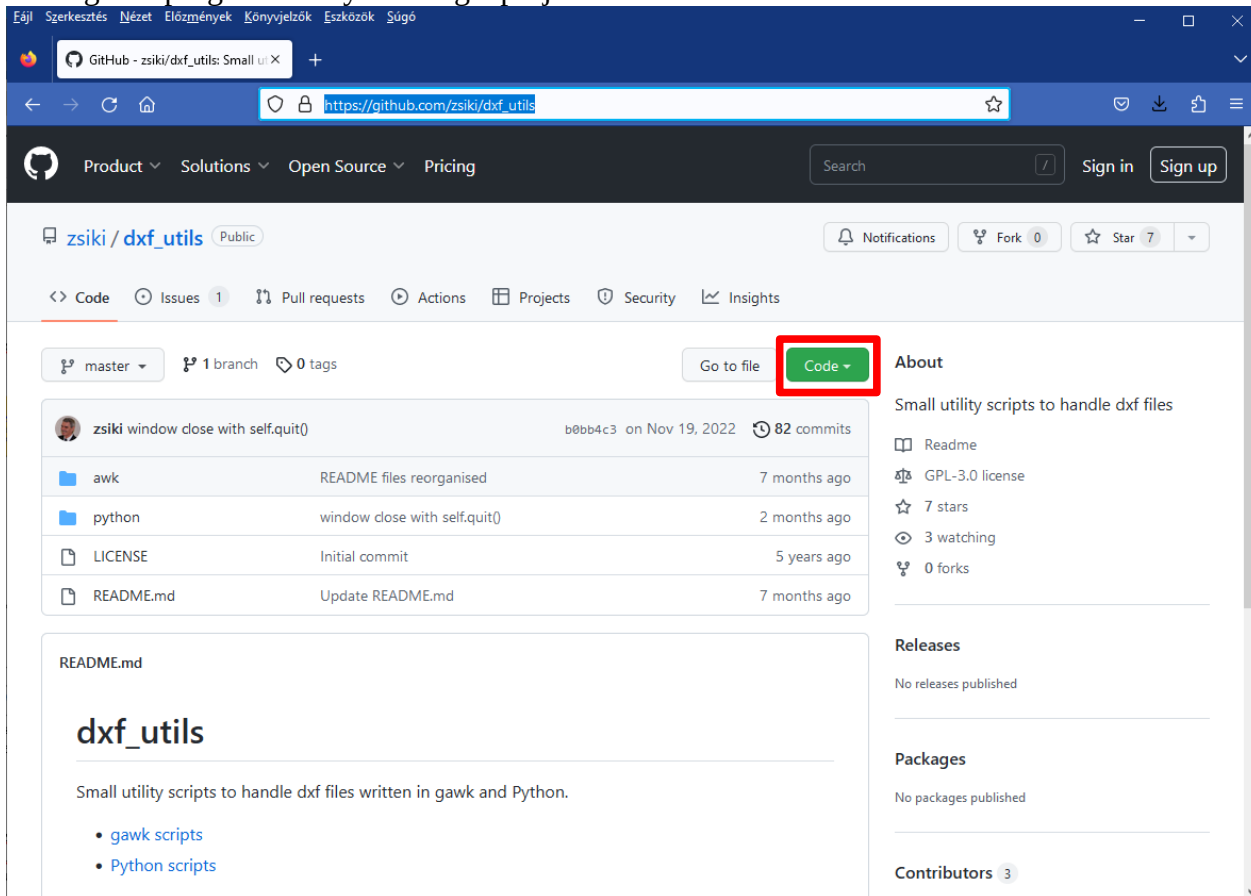 Fájl Szerkesztés Nézet Előzmények Könyvjelzők Eszközök Súgó
GitHub - zsiki/dxf_utils: Small ut
https://github.com/zsiki/dxf_utils
Product Solutions Open Source Pricing Search / Sign in Sign up
zsiki / dxf_utils Public Notifications Fork 0 Star 7
<> Code Issues 1 Pull requests Actions Projects Security Insights
master 1 branch 0 tags Go to file Code
About
Small utility scripts to handle dxf files
Readme
GPL-3.0 license
7 stars
3 watching
0 forks
zsiki window close with self.quit() b0bb4c3 on Nov 19, 2022 82 commits
awk README files reorganised 7 months ago
python window close with self.quit() 2 months ago
LICENSE Initial commit 5 years ago
README.md Update README.md 7 months ago
Releases
No releases published
Packages
No packages published
Contributors 3
README.md
dxf_utils
Small utility scripts to handle dxf files written in gawk and Python.
• gawk scripts
• Python scripts